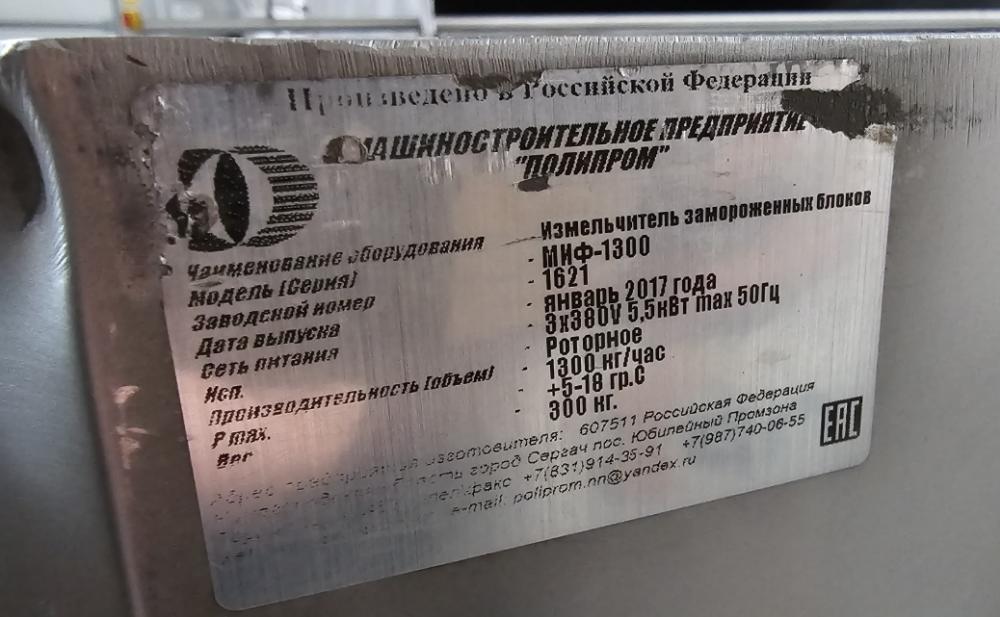 Произведено в Российской Федерации
МАШИНОСТРОИТЕЛЬНОЕ ПРЕДПРИЯТИЕ
"ПОЛИПРОМ"
Наименование оборудования - Измельчитель замороженных блоков
Модель (Серия) - МИФ-1300
Заводской номер - 1621
Дата выпуска - январь 2017 года
Сеть питания - 3x380V 5,5кВт max 50Гц
Исп. - Роторное
Производительность (объем) - 1300 кг/час
P max. - +5-18 гр.С
Вес - 300 кг.
изготовителя: 607511 Российская Федерация
город Сергач пос. Юбилейный Промзона
+7(831)914-35-91 +7(987)740-06-55
e-mail: poliprom.nn@yandex.ru
EAC